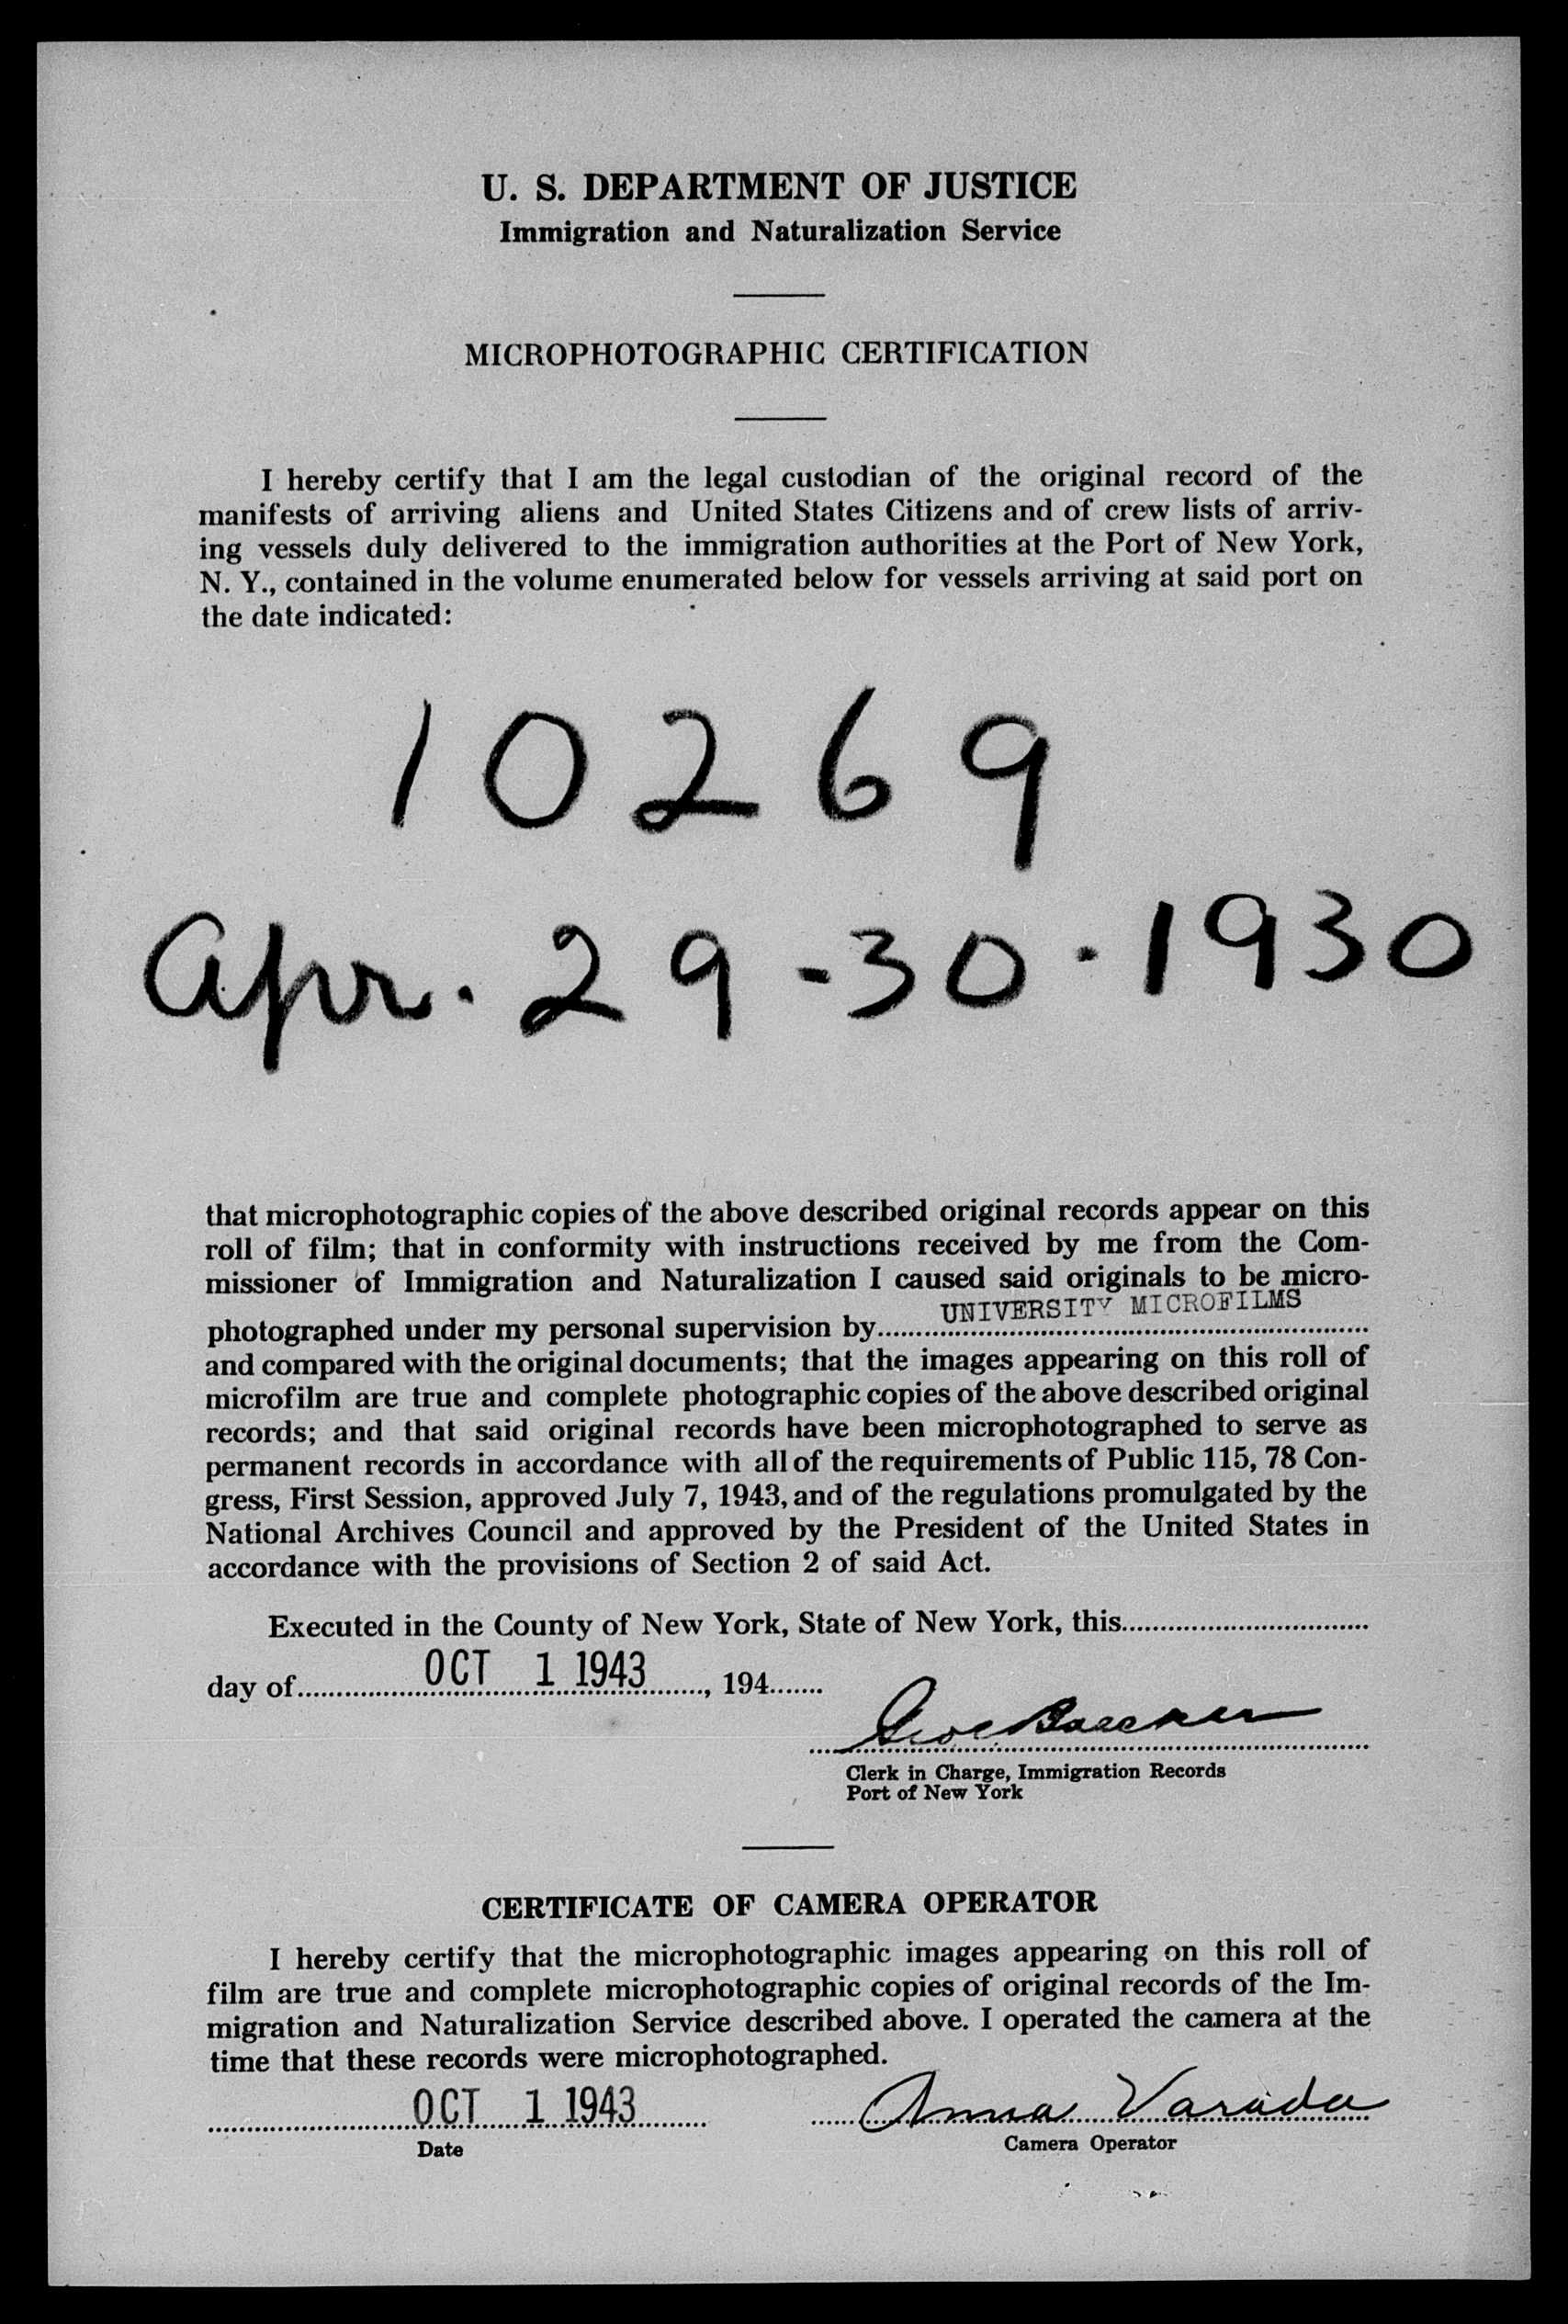 U. S. DEPARTMENT OF JUSTICE
Immigration and Naturalization Service
MICROPHOTOGRAPHIC CERTIFICATION
I hereby certify that I am the legal custodian of the original record of the
manifests of arriving aliens and United States Citizens and of crew lists of arriv-
ing vessels duly delivered to the immigration authorities at the Port of New York,
N. Y., contained in the volume enumerated below for vessels arriving at said port on
the date indicated:
10269
Apr. 29-30.1930
that microphotographic copies of the above described original records appear on this
roll of film; that in conformity with instructions received by me from the Com-
missioner of Immigration and Naturalization I caused said originals to be micro-
photographed under my personal supervision by UNIVERSITY MICROFILMS
and compared with the original documents; that the images appearing on this roll of
microfilm are true and complete photographic copies of the above described original
records; and that said original records have been microphotographed to serve as
permanent records in accordance with all of the requirements of Public 115, 78 Con-
gress, First Session, approved July 7, 1943, and of the regulations promulgated by the
National Archives Council and approved by the President of the United States in
accordance with the provisions of Section 2 of said Act.
Executed in the County of New York, State of New York, this
day of OCT 1 1943, 194
Clerk in Charge, Immigration Records
Port of New York
CERTIFICATE OF CAMERA OPERATOR
I hereby certify that the microphotographic images appearing on this roll of
film are true and complete microphotographic copies of original records of the Im-
migration and Naturalization Service described above. I operated the camera at the
time that these records were microphotographed.
OCT 1 1943 Anna Varada
Date Camera Operator